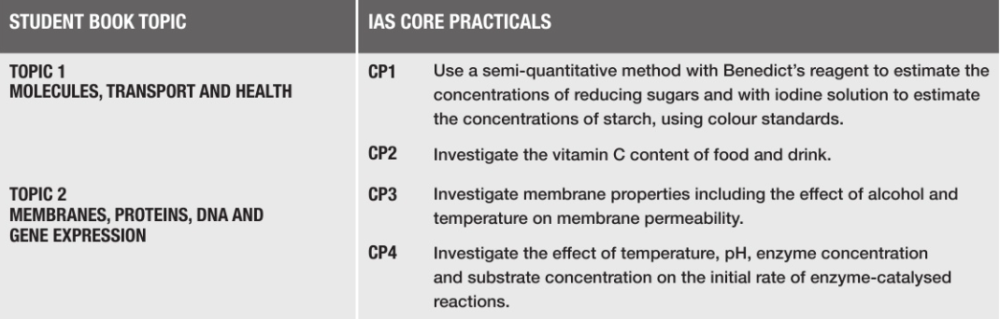 STUDENT BOOK TOPIC
IAS CORE PRACTICALS
TOPIC 1
MOLECULES, TRANSPORT AND HEALTH
CP1
Use a semi-quantitative method with Benedict's reagent to estimate the
concentrations of reducing sugars and with iodine solution to estimate
the concentrations of starch, using colour standards.
CP2
Investigate the vitamin C content of food and drink.
TOPIC 2
MEMBRANES, PROTEINS, DNA AND
GENE EXPRESSION
CP3
Investigate membrane properties including the effect of alcohol and
temperature on membrane permeability.
CP4
Investigate the effect of temperature, pH, enzyme concentration
and substrate concentration on the initial rate of enzyme-catalysed
reactions.